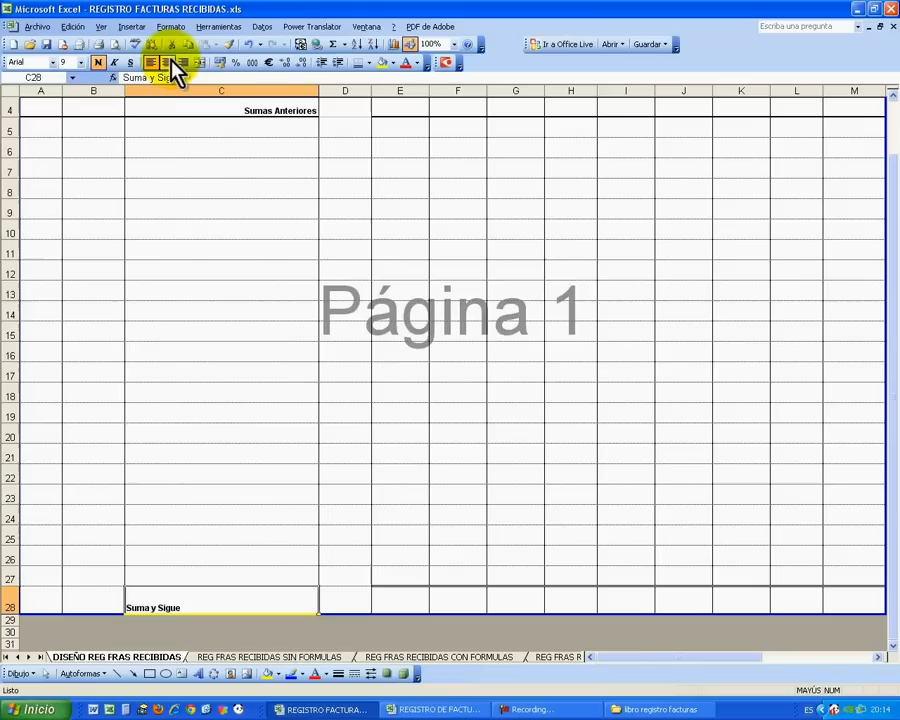 Microsoft Excel - REGISTRO FACTURAS RECIBIDAS.xls
Archivo Edición Ver Insertar Formato Herramientas Datos Power Translator Ventana ? PDF de Adobe
Escriba una pregunta
100%
Ir a Office Live Abrir Guardar
Arial 9 N K S % 000 €
C28 fx Suma y
A B C D E F G H I J K L M
4 Sumas Anteriores
5
6
7
8
9
10
11
12
13
Página 1
14
15
16
17
18
19
20
21
22
23
24
25
26
27
28 Suma y Sigue
29
30
31
DISEÑO REG FRAS RECIBIDAS REG FRAS RECIBIDAS SIN FORMULAS REG FRAS RECIBIDAS CON FORMULAS REG FRAS R
Dibujo Autoformas
Listo
MAYÚS NUM
Inicio REGISTRO FACTURA... REGISTRO DE FACTU... Recording... libro registro facturas ES 20:14